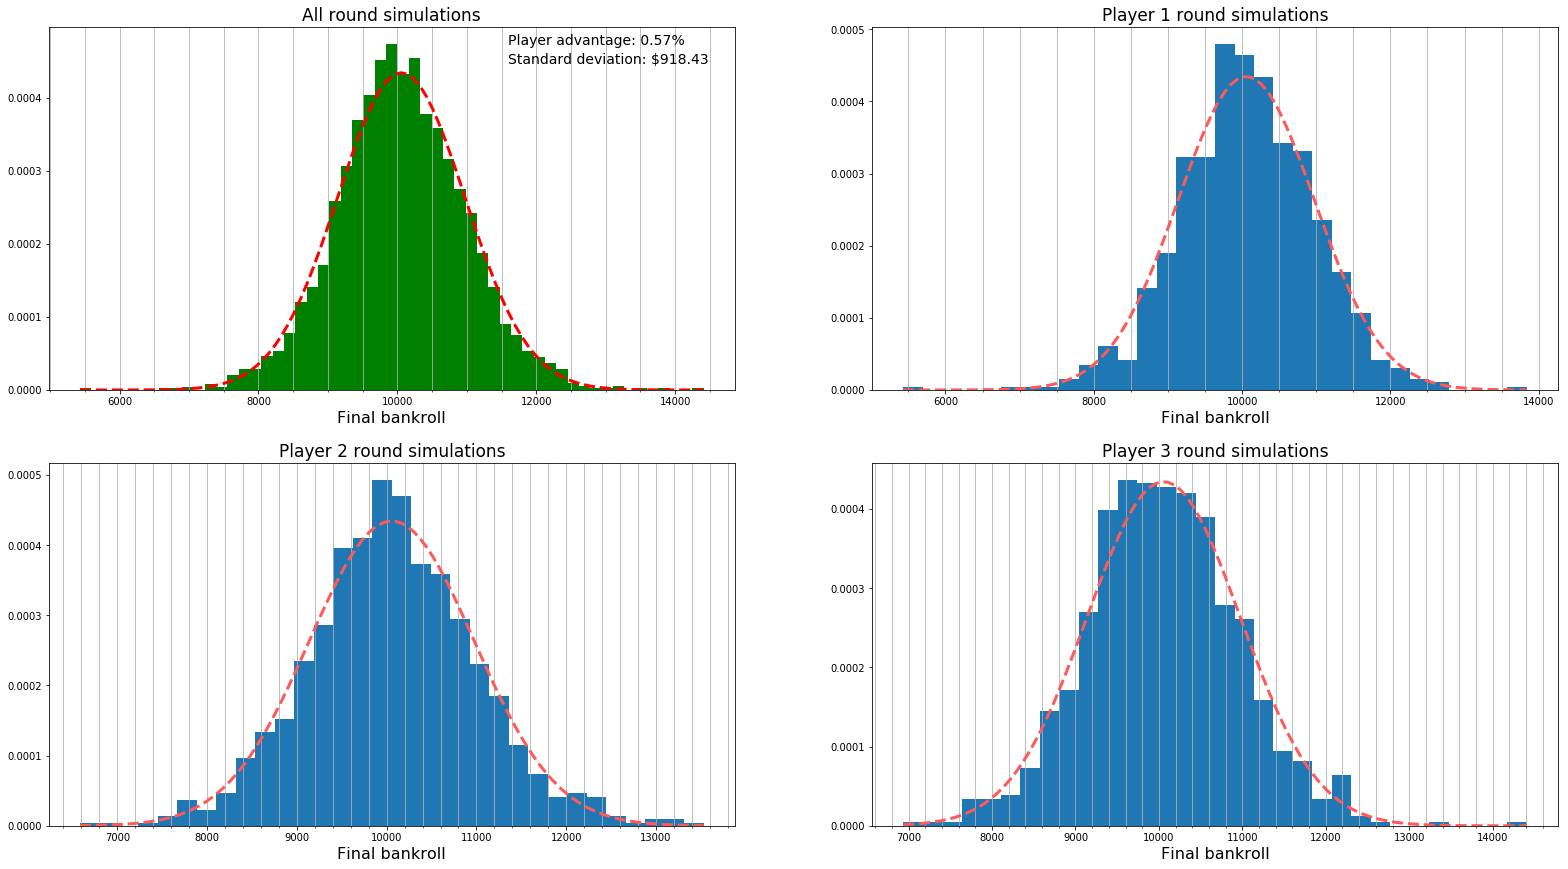 All round simulations
Player advantage: 0.57%
Standard deviation: $918.43
0.0004
0.0003
0.0002
0.0001
0.0000
6000 8000 10000 12000 14000
Final bankroll
Player 1 round simulations
0.0005
0.0004
0.0003
0.0002
0.0001
0.0000
6000 8000 10000 12000 14000
Final bankroll
Player 2 round simulations
0.0005
0.0004
0.0003
0.0002
0.0001
0.0000
7000 8000 9000 10000 11000 12000 13000
Final bankroll
Player 3 round simulations
0.0004
0.0003
0.0002
0.0001
0.0000
7000 8000 9000 10000 11000 12000 13000 14000
Final bankroll